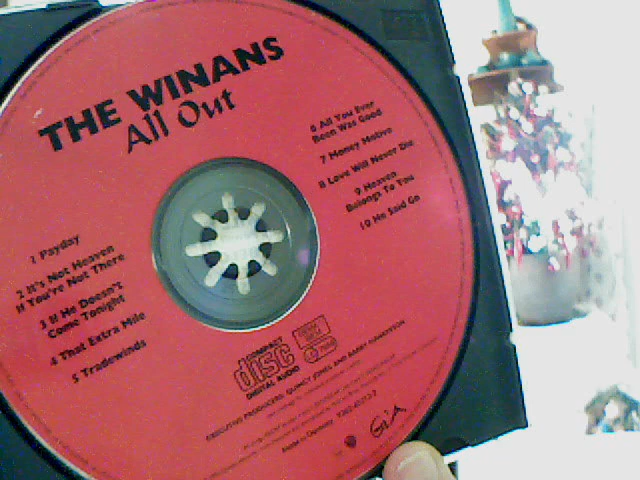 THE WINANS
All Out
1 Payday
2 It's Not Heaven
If You're Not There
3 If He Doesn't
Come Tonight
4 That Extra Mile
5 Tradewinds
6 All You Ever
Been Was Good
7 Money Motive
8 Love Will Never Die
9 Heaven
Belongs To You
10 He Said Go
COMPACT
disc
DIGITAL AUDIO
EXECUTIVE PRODUCERS: QUINCY JONES AND BARRY HANKERSON
Made in Germany